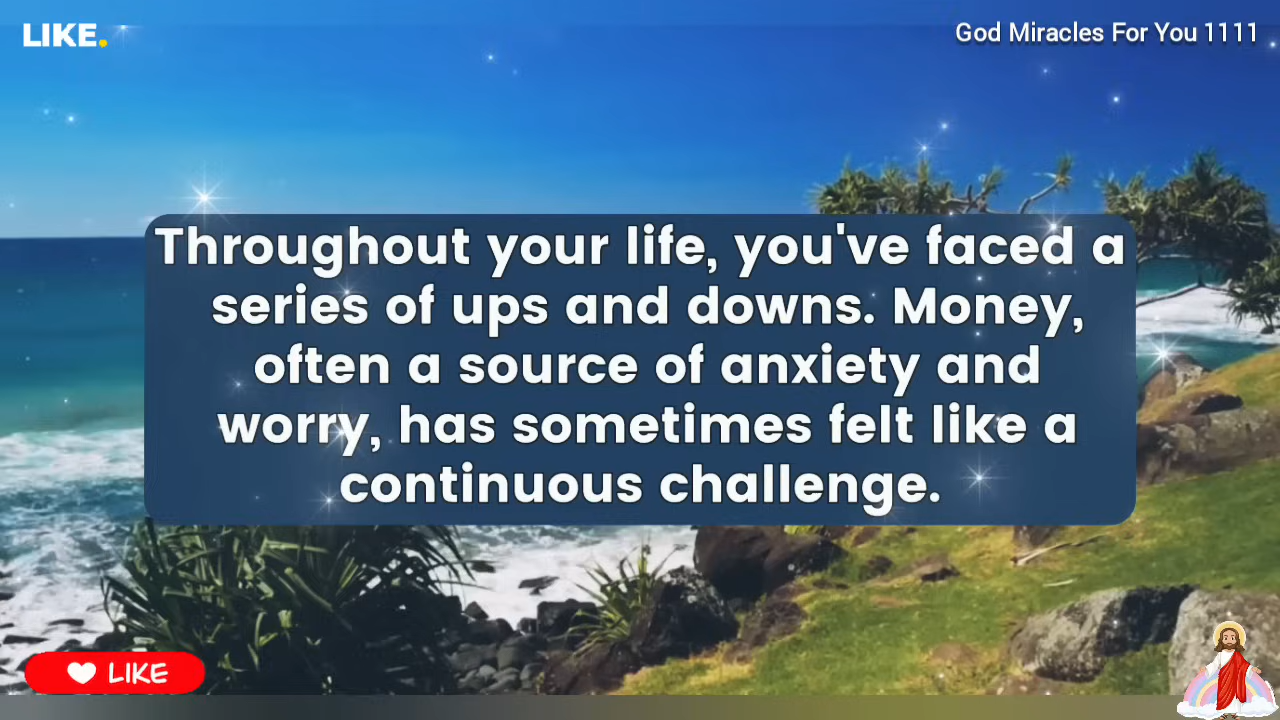 LIKE.
God Miracles For You 1111
Throughout your life, you've faced a
series of ups and downs. Money,
often a source of anxiety and
worry, has sometimes felt like a
continuous challenge.
LIKE